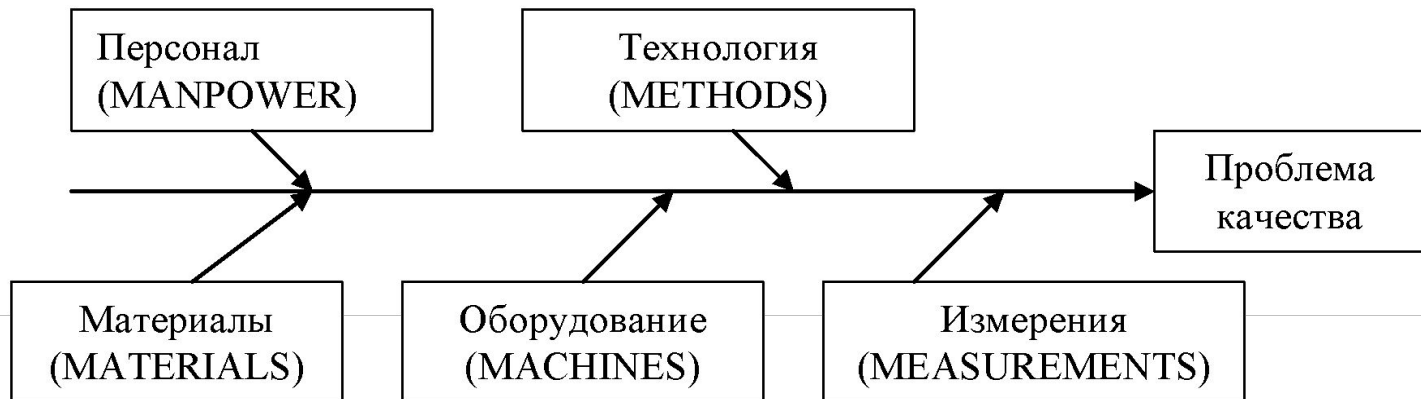 Персонал
(MANPOWER)
Технология
(METHODS)
Проблема
качества
Материалы
(MATERIALS)
Оборудование
(MACHINES)
Измерения
(MEASUREMENTS)